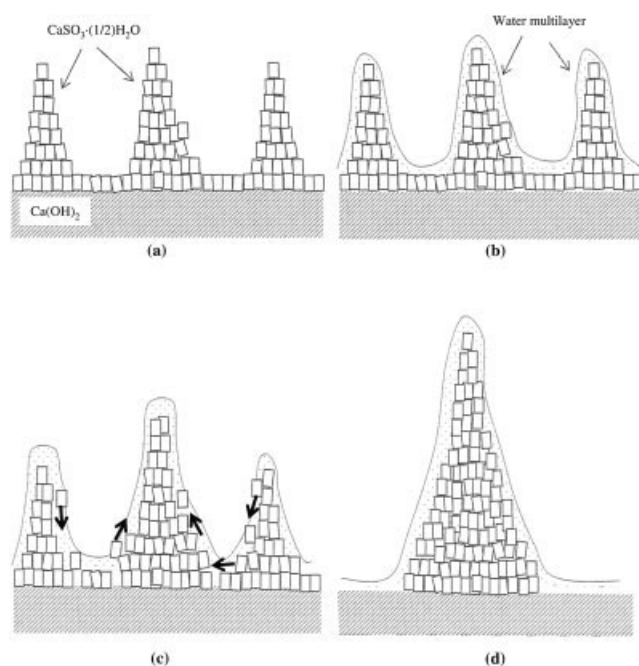 CaSO₃·(1/2)H₂O
Water multilayer
Ca(OH)₂
(a)
(b)
(c)
(d)